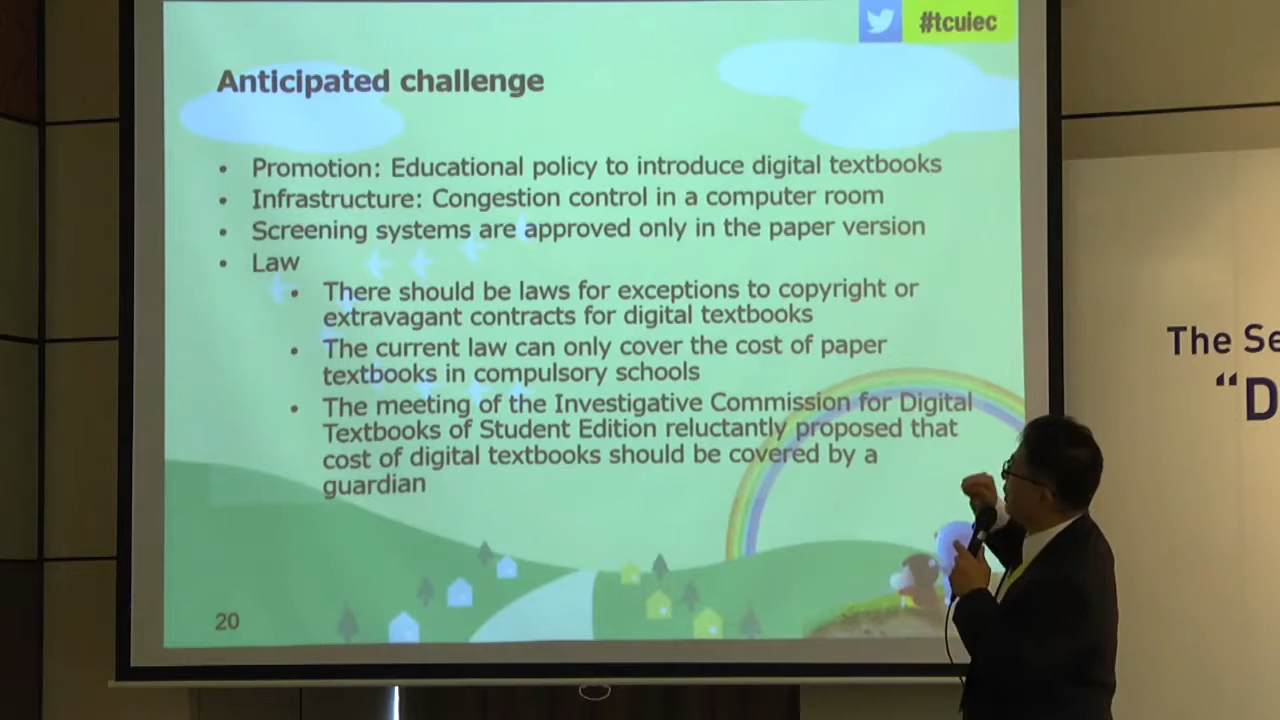 #tcuiec
Anticipated challenge
• Promotion: Educational policy to introduce digital textbooks
• Infrastructure: Congestion control in a computer room
• Screening systems are approved only in the paper version
• Law
• There should be laws for exceptions to copyright or
extravagant contracts for digital textbooks
• The current law can only cover the cost of paper
textbooks in compulsory schools
• The meeting of the Investigative Commission for Digital
Textbooks of Student Edition reluctantly proposed that
cost of digital textbooks should be covered by a
guardian
20
The Se
“D